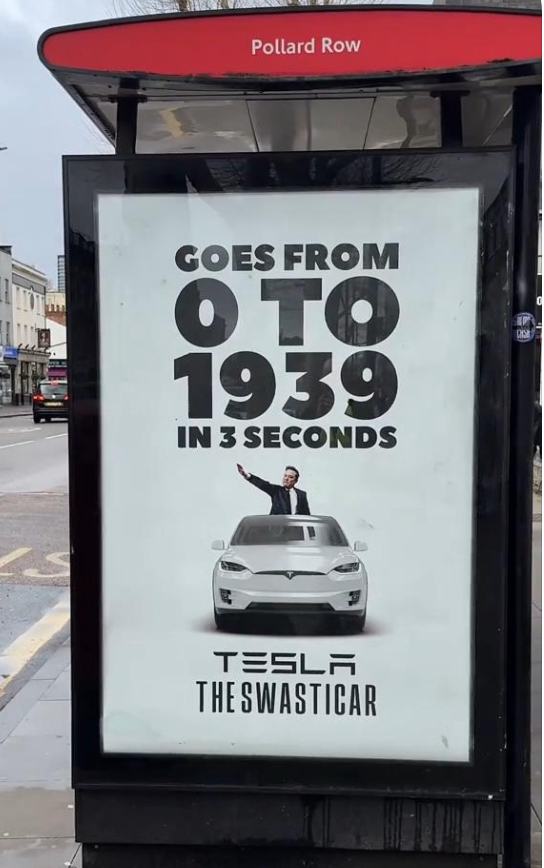 Pollard Row
GOES FROM
0 TO
1939
IN 3 SECONDS
TESLA
THE SWASTICAR